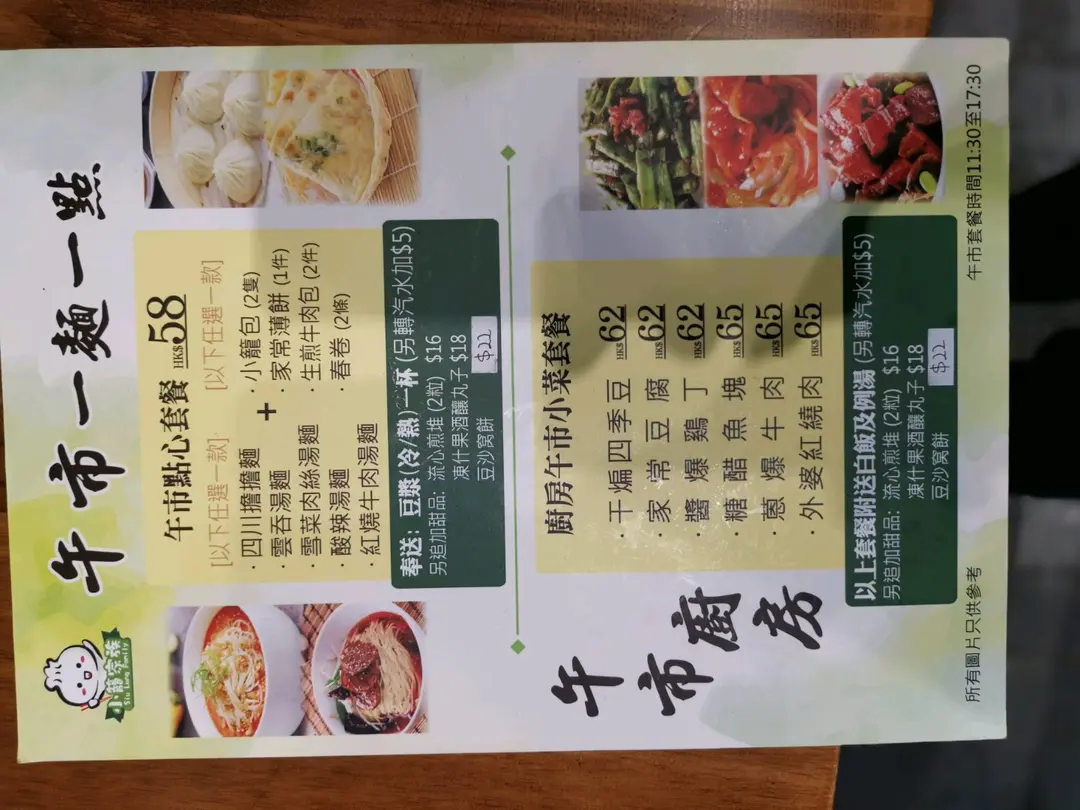 小籠家族
Siu Lung Family
午市一麵一點
午市點心套餐 HK$58
[以下任選一款]
· 四川擔擔麵
· 雲吞湯麵
· 雪菜肉絲湯麵
· 酸辣湯麵
· 紅燒牛肉湯麵
+
[以下任選一款]
· 小籠包 (2隻)
· 家常薄餅 (1件)
· 生煎牛肉包 (2件)
· 春卷 (2條)
奉送：豆漿(冷/熱)一杯 (另轉汽水加$5)
另追加甜品: 流心煎堆 (2粒) $16
凍什果酒釀丸子 $18
豆沙窩餅 $22
午市廚房
廚房午市小菜套餐
· 干煸四季豆 HK$62
· 家常豆腐 HK$62
· 醬爆鷄丁 HK$62
· 糖醋魚塊 HK$65
· 蔥爆牛肉 HK$65
· 外婆紅繞肉 HK$65
以上套餐附送白飯及例湯 (另轉汽水加$5)
另追加甜品: 流心煎堆 (2粒) $16
凍什果酒釀丸子 $18
豆沙窩餅 $22
所有圖片只供參考
午市套餐時間11:30至17:30